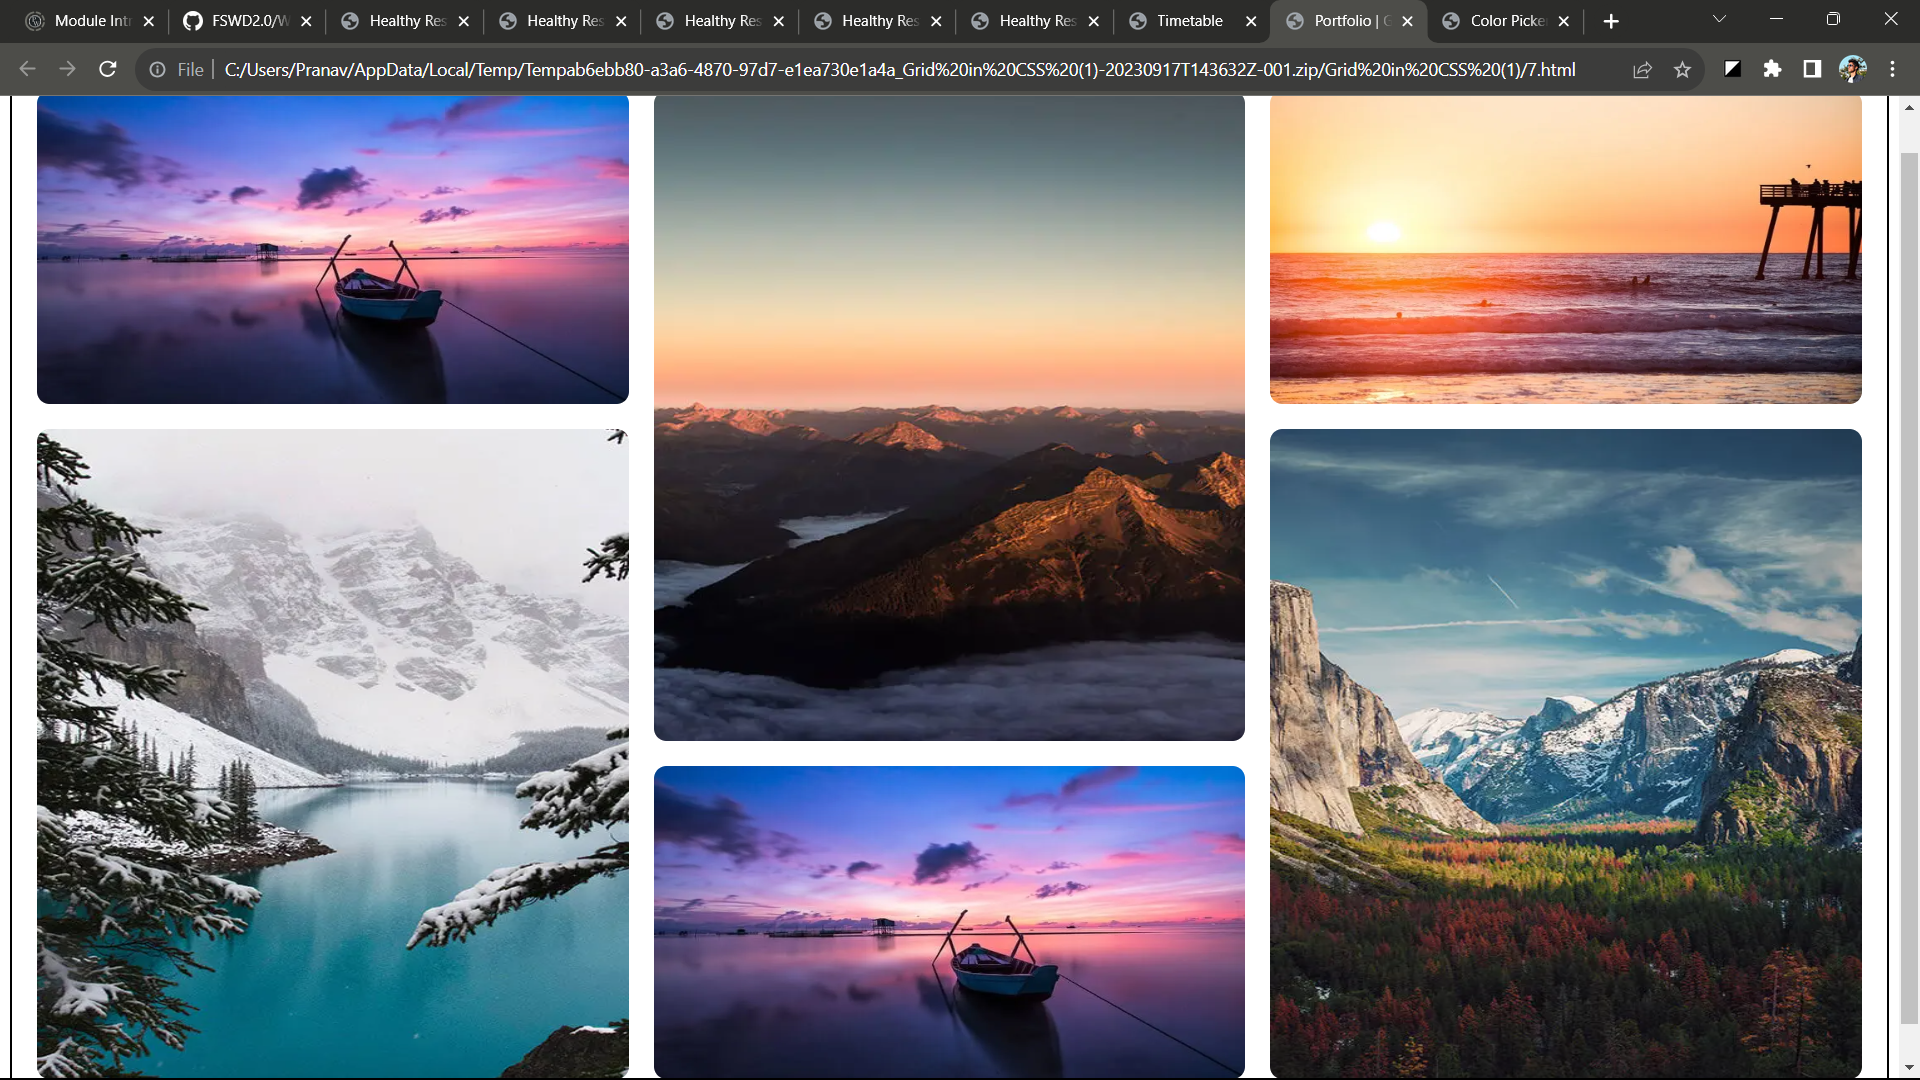 Module Intr
FSWD2.0/W
Healthy Res
Healthy Res
Healthy Res
Healthy Res
Healthy Res
Timetable
Portfolio | G
Color Picke
File
C:/Users/Pranav/AppData/Local/Temp/Tempab6ebb80-a3a6-4870-97d7-e1ea730e1a4a_Grid%20in%20CSS%20(1)-20230917T143632Z-001.zip/Grid%20in%20CSS%20(1)/7.html